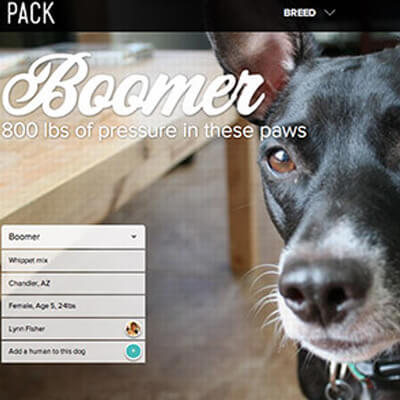 PACK
BREED
Boomer
800 lbs of pressure in these paws
Boomer
Whippet mix
Chandler, AZ
Female, Age 5, 24lbs
Lynn Fisher
Add a human to this dog